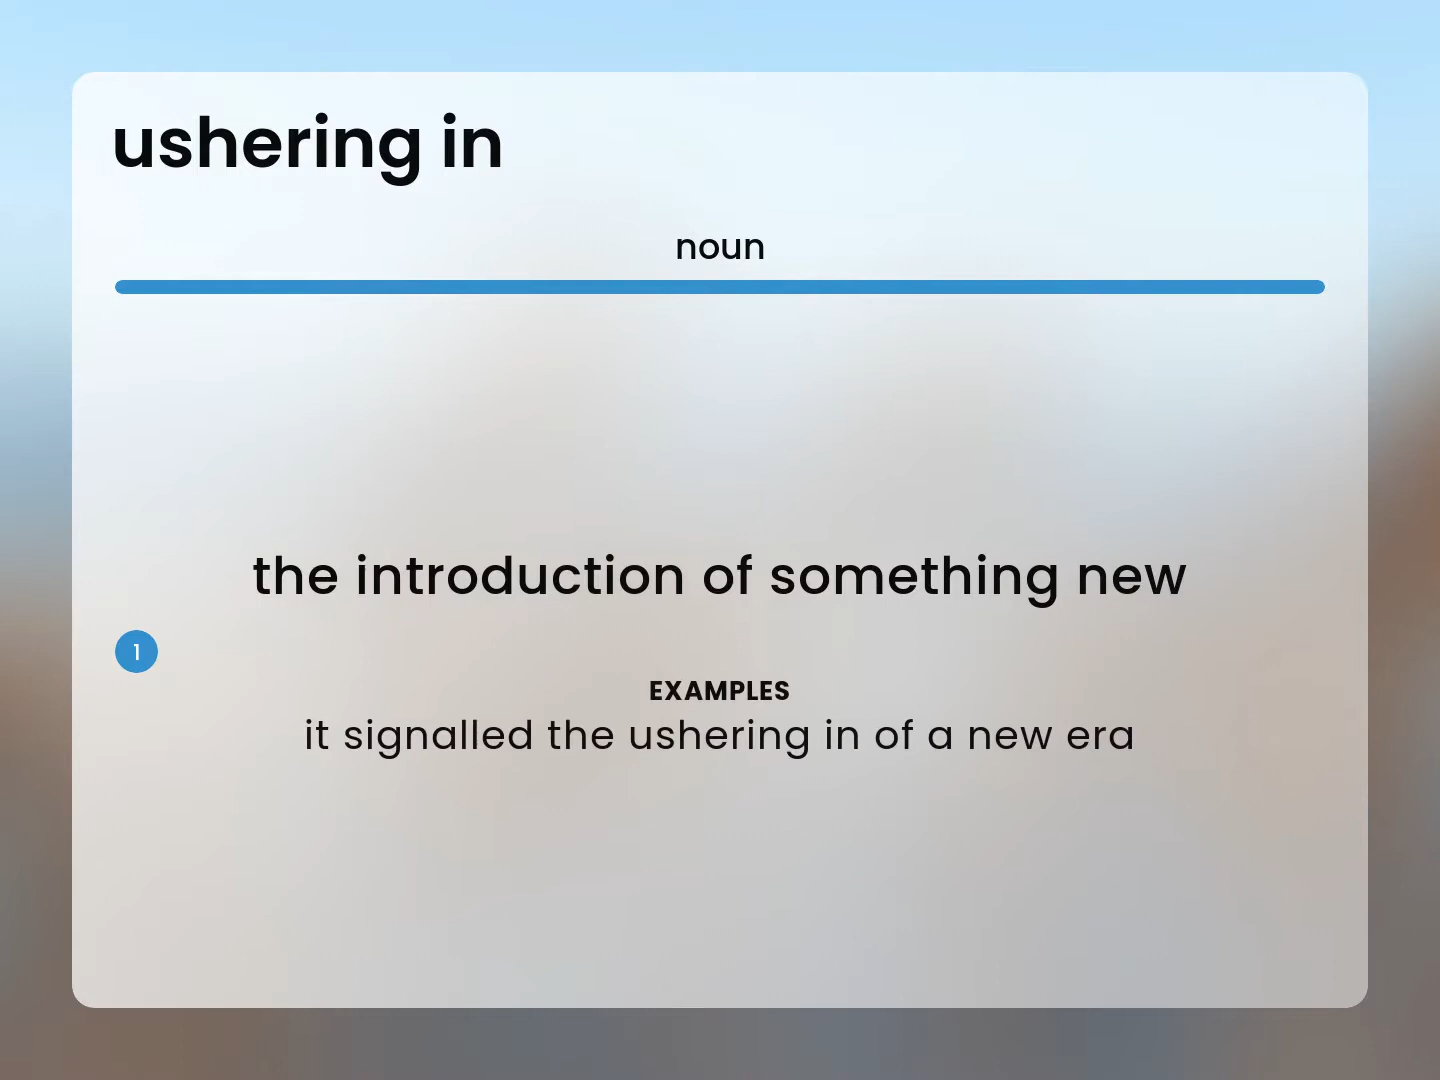 ushering in
noun
the introduction of something new
1
EXAMPLES
it signalled the ushering in of a new era